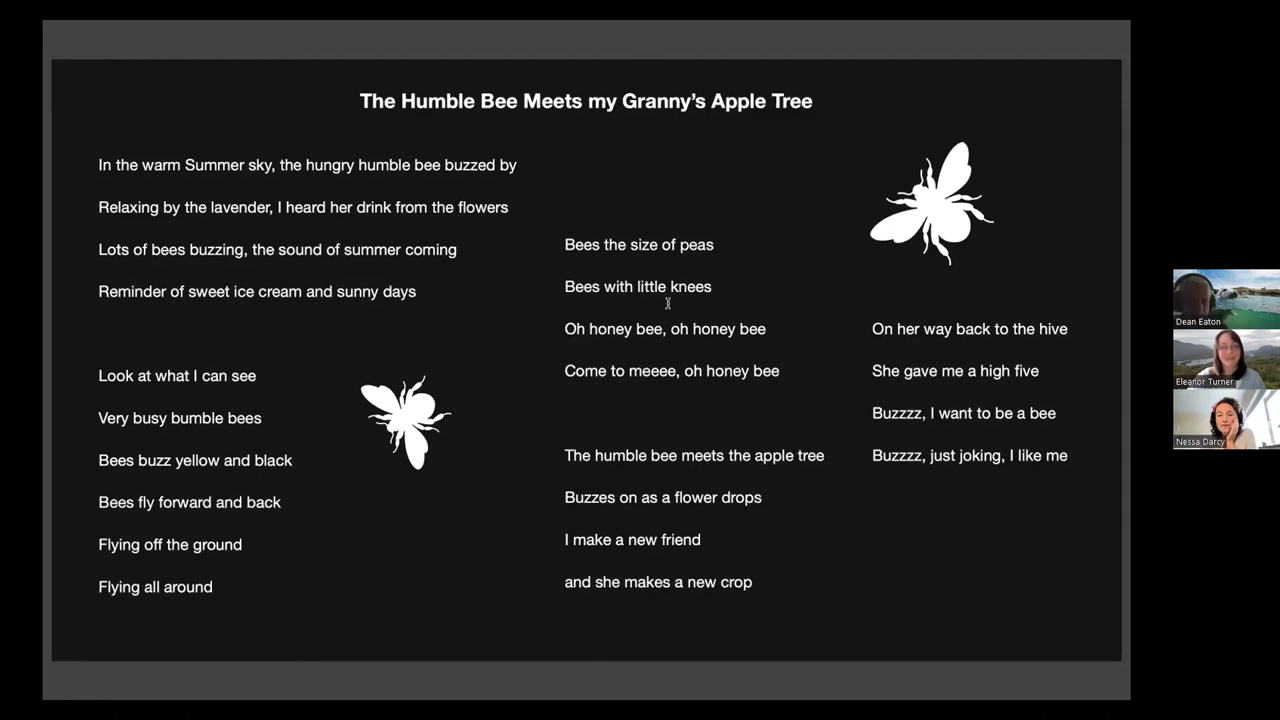 The Humble Bee Meets my Granny’s Apple Tree
In the warm Summer sky, the hungry humble bee buzzed by
Relaxing by the lavender, I heard her drink from the flowers
Lots of bees buzzing, the sound of summer coming
Reminder of sweet ice cream and sunny days
Look at what I can see
Very busy bumble bees
Bees buzz yellow and black
Bees fly forward and back
Flying off the ground
Flying all around
Bees the size of peas
Bees with little knees
Oh honey bee, oh honey bee
Come to meeee, oh honey bee
The humble bee meets the apple tree
Buzzes on as a flower drops
I make a new friend
and she makes a new crop
On her way back to the hive
She gave me a high five
Buzzzz, I want to be a bee
Buzzzz, just joking, I like me
Dean Eaton
Eleanor Turner
Nessa Darcy